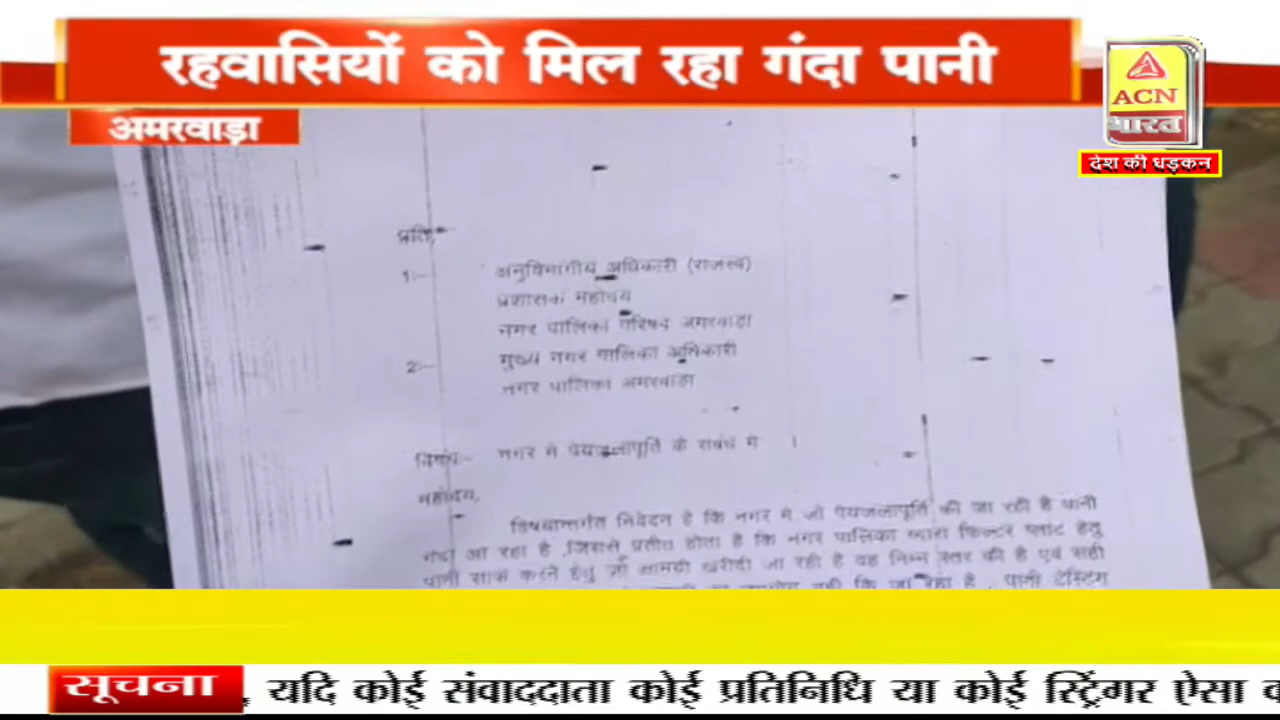 रहवासियों को मिल रहा गंदा पानी
ACN
भारत
देश की धड़कन
अमरवाड़ा
प्रति,
1:- अनुविभागीय अधिकारी (राजस्व)
प्रशासक महोदय
नगर पालिका परिषद अमरवाडा
2:- मुख्य नगर पालिका अधिकारी
नगर पालिका अमरवाडा
विषय:- नगर मे पेयजलापूर्ति के संबंध मे ।
महोदय,
विषयान्तर्गत निवेदन है कि नगर मे जो पेयजलापूर्ति की जा रही है पानी
गंदा आ रहा है ,जिससे प्रतीत होता है कि नगर पालिका व्दारा फिल्टर प्लांट हेतु
पानी साफ करने हेतु जो सामग्री खरीदी जा रही है वह निम्न स्तर की है एवं सही
नही कि जा रहा है , पानी टेस्टिंग
सूचना
, यदि कोई संवाददाता कोई प्रतिनिधि या कोई स्ट्रिंगर ऐसा